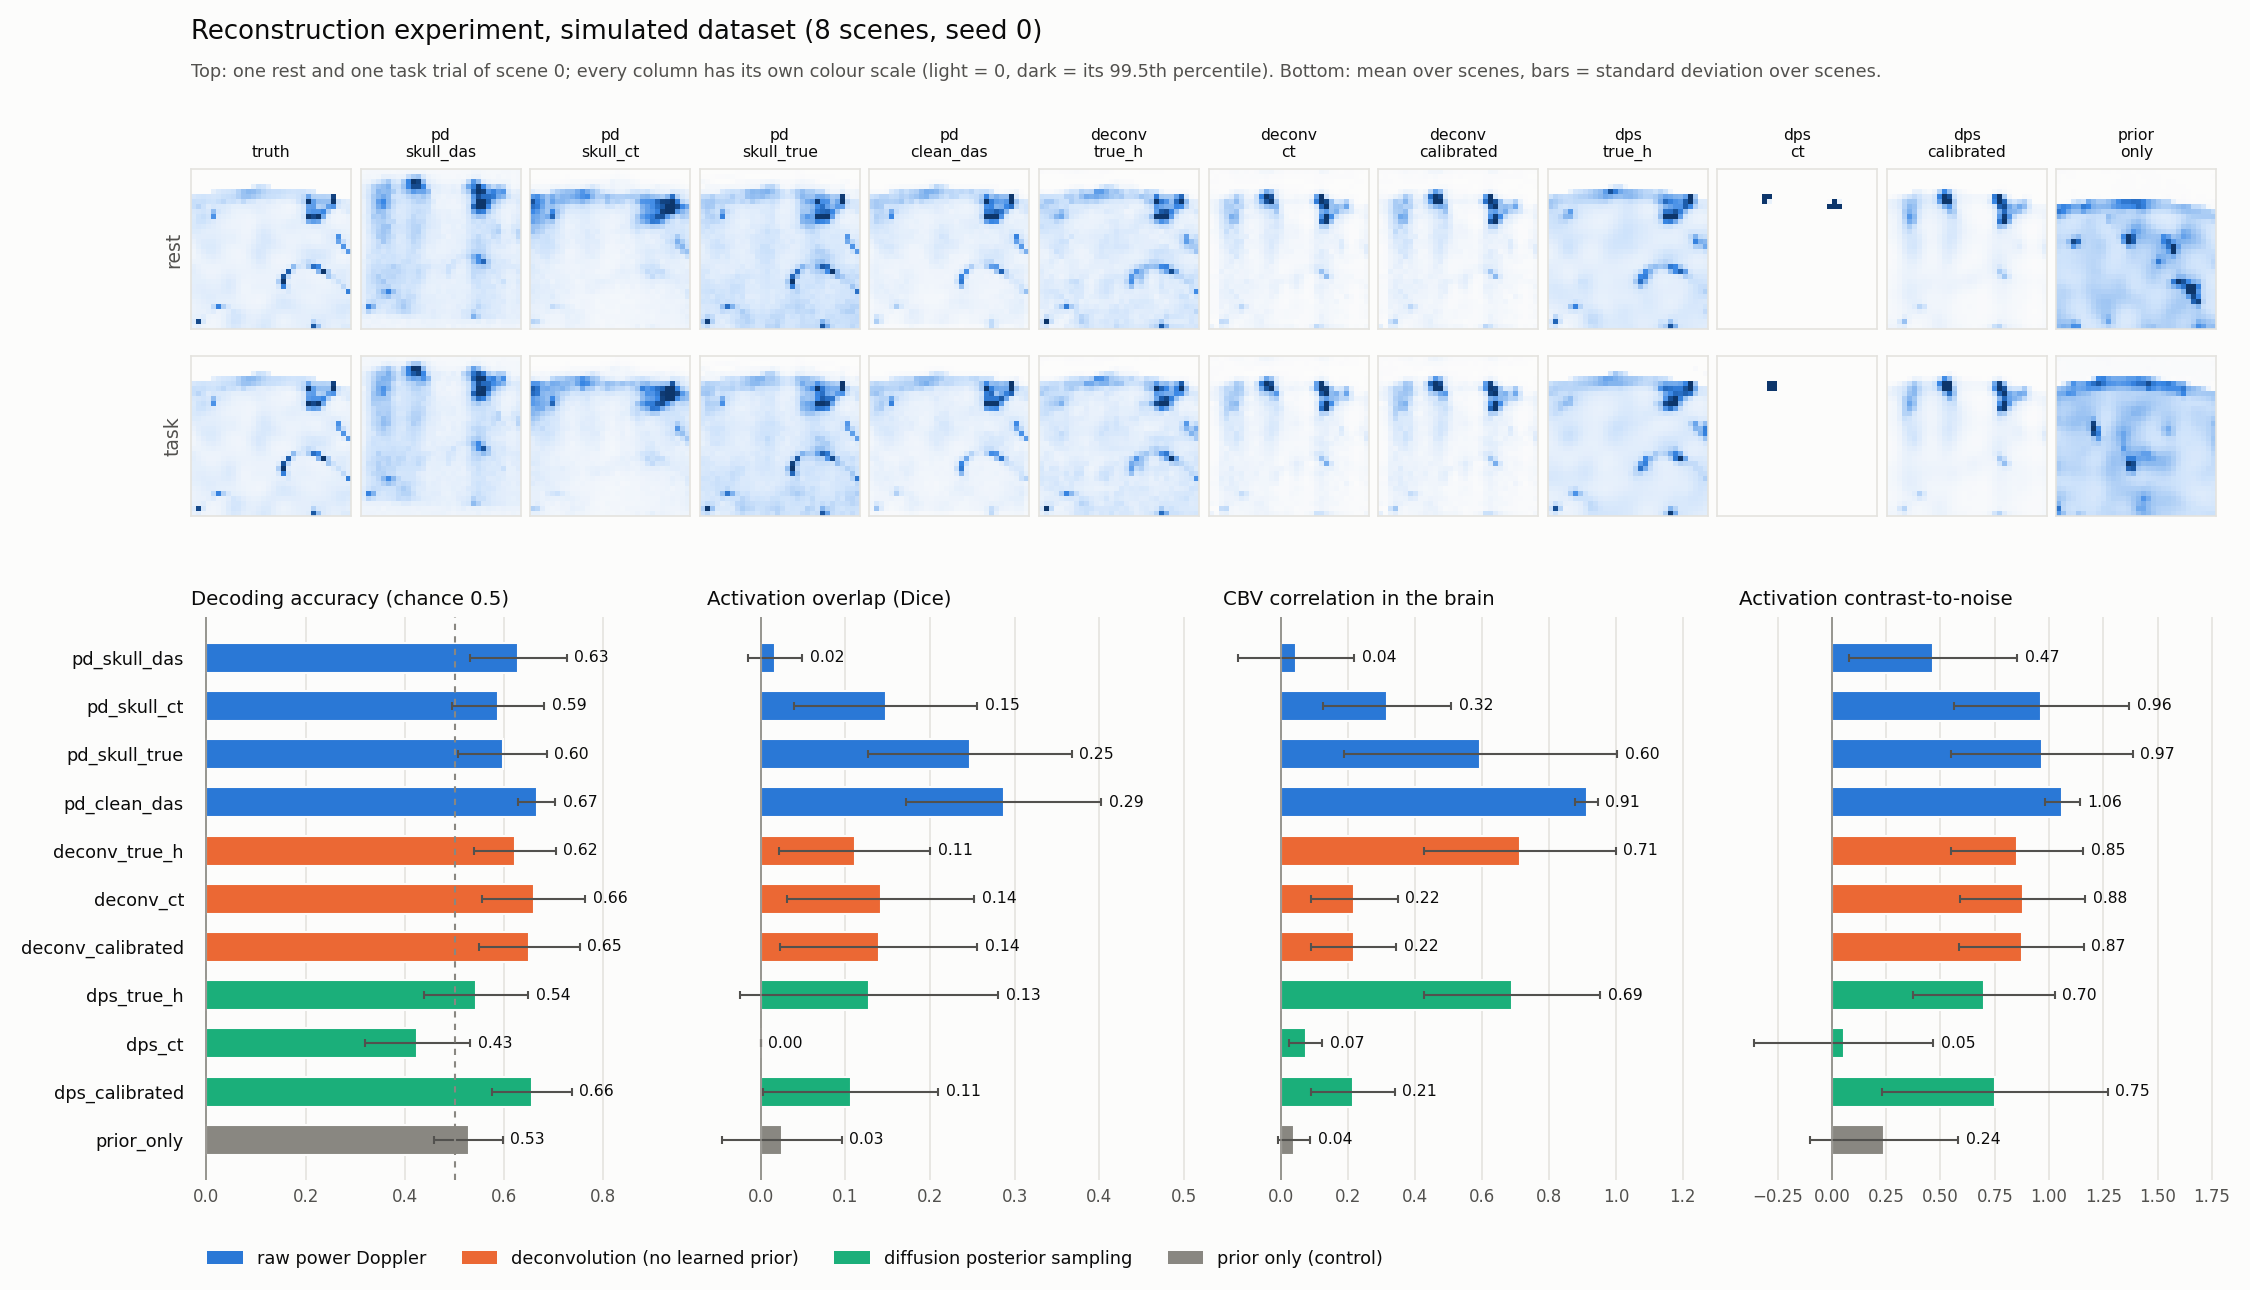 Reconstruction experiment, simulated dataset (8 scenes, seed 0)
Top: one rest and one task trial of scene 0; every column has its own colour scale (light = 0, dark = its 99.5th percentile). Bottom: mean over scenes, bars = standard deviation over scenes.
truth
pd
skull_das
pd
skull_ct
pd
skull_true
pd
clean_das
deconv
true_h
deconv
ct
deconv
calibrated
dps
true_h
dps
ct
dps
calibrated
prior
only
rest
task
Decoding accuracy (chance 0.5)
pd_skull_das 0.63
pd_skull_ct 0.59
pd_skull_true 0.60
pd_clean_das 0.67
deconv_true_h 0.62
deconv_ct 0.66
deconv_calibrated 0.65
dps_true_h 0.54
dps_ct 0.43
dps_calibrated 0.66
prior_only 0.53
0.0 0.2 0.4 0.6 0.8
Activation overlap (Dice)
0.02
0.15
0.25
0.29
0.11
0.14
0.14
0.13
0.00
0.11
0.03
0.0 0.1 0.2 0.3 0.4 0.5
CBV correlation in the brain
0.04
0.32
0.60
0.91
0.71
0.22
0.22
0.69
0.07
0.21
0.04
0.0 0.2 0.4 0.6 0.8 1.0 1.2
Activation contrast-to-noise
0.47
0.96
0.97
1.06
0.85
0.88
0.87
0.70
0.05
0.75
0.24
−0.25 0.00 0.25 0.50 0.75 1.00 1.25 1.50 1.75
raw power Doppler
deconvolution (no learned prior)
diffusion posterior sampling
prior only (control)